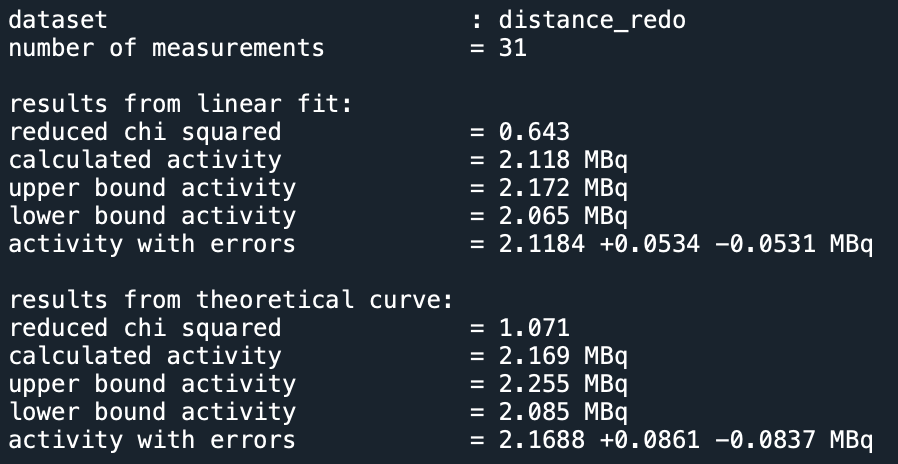 dataset : distance_redo
number of measurements = 31
results from linear fit:
reduced chi squared = 0.643
calculated activity = 2.118 MBq
upper bound activity = 2.172 MBq
lower bound activity = 2.065 MBq
activity with errors = 2.1184 +0.0534 -0.0531 MBq
results from theoretical curve:
reduced chi squared = 1.071
calculated activity = 2.169 MBq
upper bound activity = 2.255 MBq
lower bound activity = 2.085 MBq
activity with errors = 2.1688 +0.0861 -0.0837 MBq